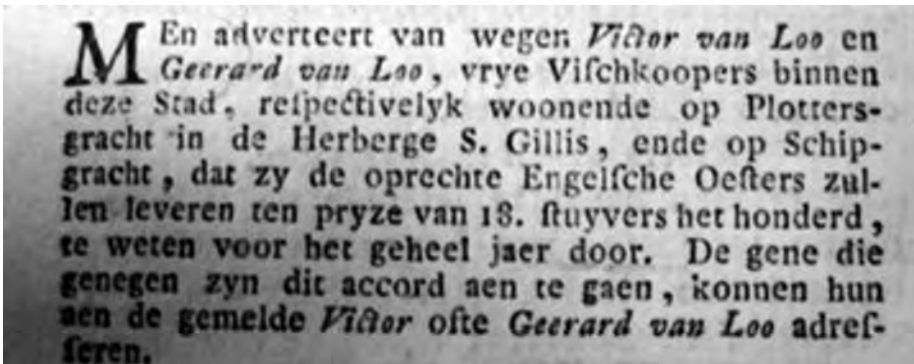 MEn adverteert van wegen Victor van Loo en
Geerard van Loo, vrye Viſchkoopers binnen
deze Stad, reſpectivelyk woonende op Plotters-
gracht in de Herberge S. Gillis, ende op Schip-
gracht, dat zy de oprechte Engelſche Oeſters zul-
len leveren ten pryze van 18. ſtuyvers het honderd,
te weten voor het geheel jaer door. De gene die
genegen zyn dit accord aen te gaen, konnen hun
aen de gemelde Victor ofte Geerard van Loo adreſ-
ſeren.